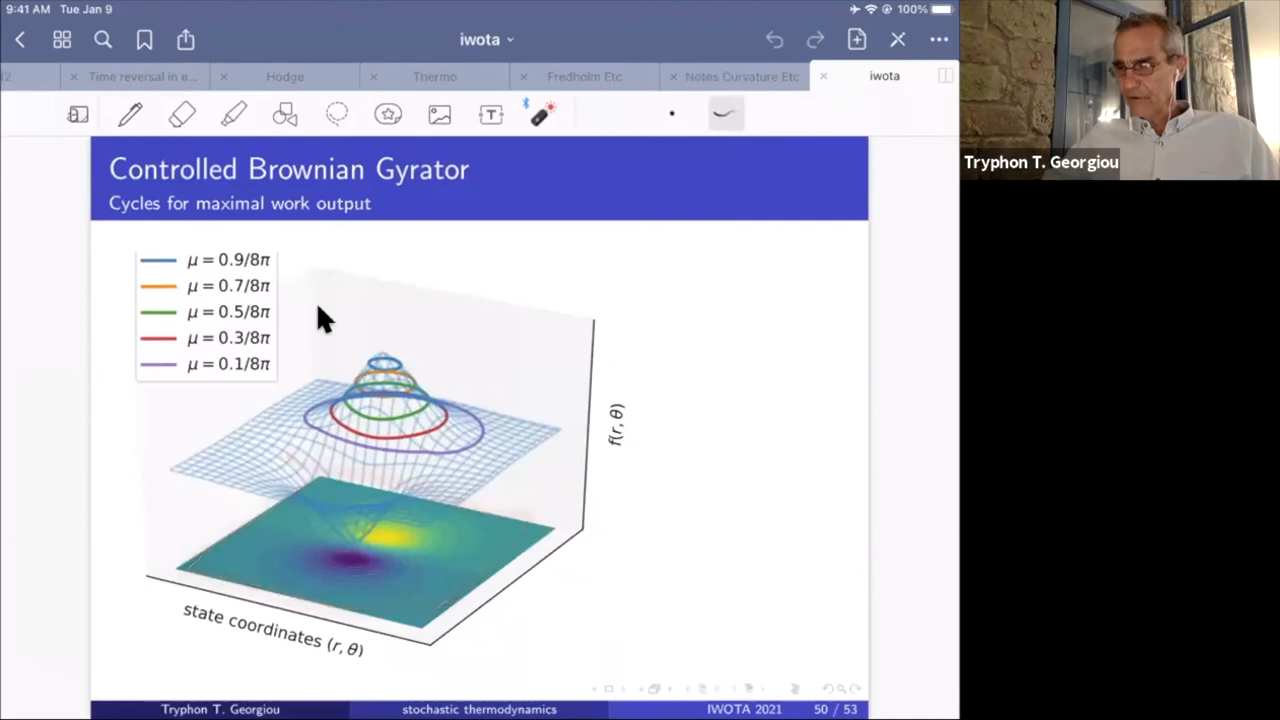 9:41 AM Tue Jan 9
100%
iwota
Time reversal in e...
Hodge
Thermo
Fredholm Etc
Notes Curvature Etc
iwota
T
Tryphon T. Georgiou
Controlled Brownian Gyrator
Cycles for maximal work output
μ = 0.9/8π
μ = 0.7/8π
μ = 0.5/8π
μ = 0.3/8π
μ = 0.1/8π
f(r, θ)
state coordinates (r, θ)
Tryphon T. Georgiou stochastic thermodynamics IWOTA 2021 50 / 53